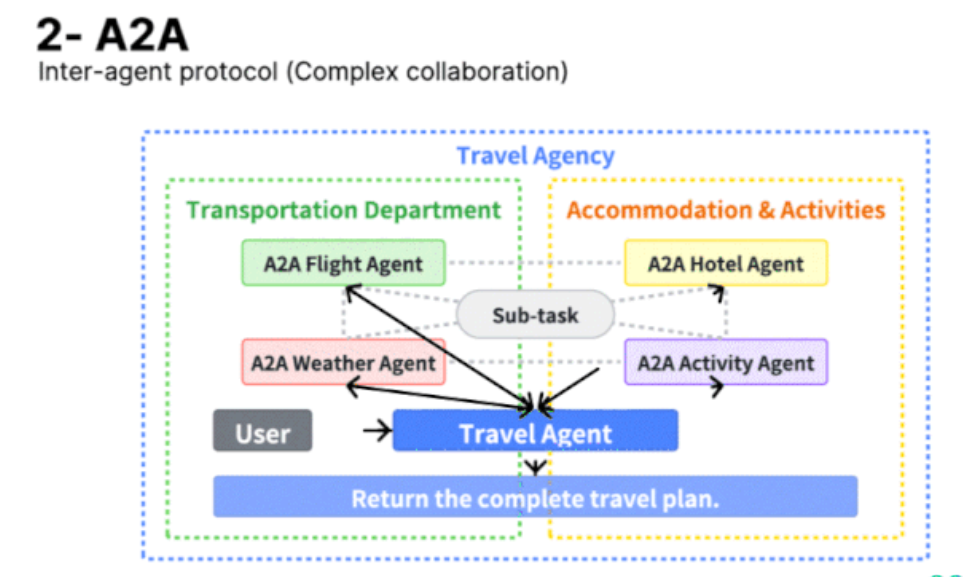 2- A2A
Inter-agent protocol (Complex collaboration)
Travel Agency
Transportation Department
Accommodation & Activities
A2A Flight Agent
A2A Hotel Agent
Sub-task
A2A Weather Agent
A2A Activity Agent
User
Travel Agent
Return the complete travel plan.